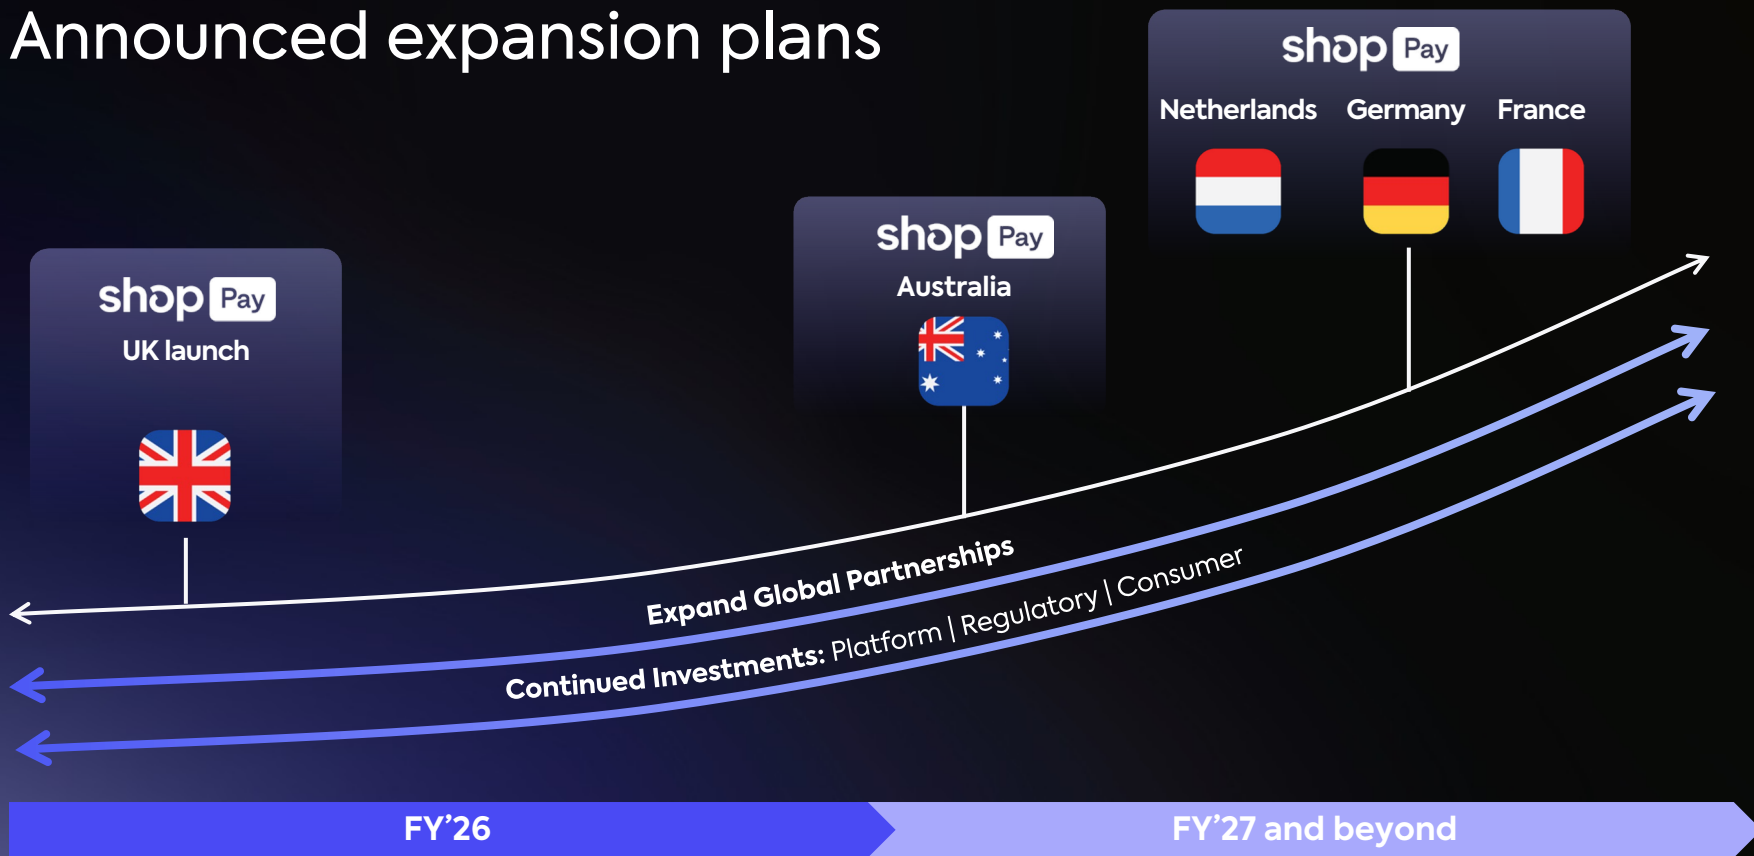 Announced expansion plans
shop Pay
Netherlands Germany France
shop Pay
Australia
shop Pay
UK launch
Expand Global Partnerships
Continued Investments: Platform | Regulatory | Consumer
FY’26
FY’27 and beyond